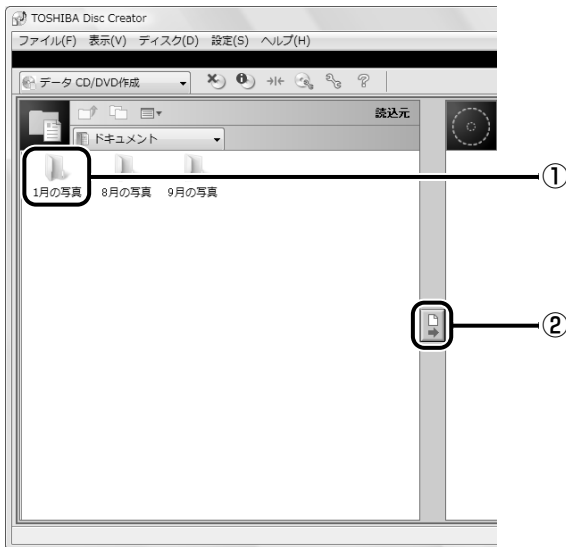 TOSHIBA Disc Creator
ファイル(F) 表示(V) ディスク(D) 設定(S) ヘルプ(H)
データ CD/DVD作成
読込元
ドキュメント
1月の写真 8月の写真 9月の写真
①
②